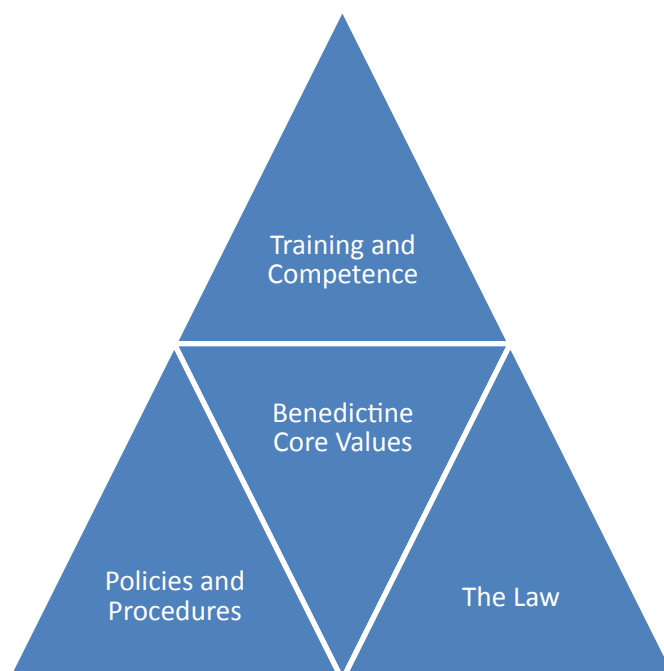 Training and
Competence
Benedictine
Core Values
Policies and
Procedures
The Law